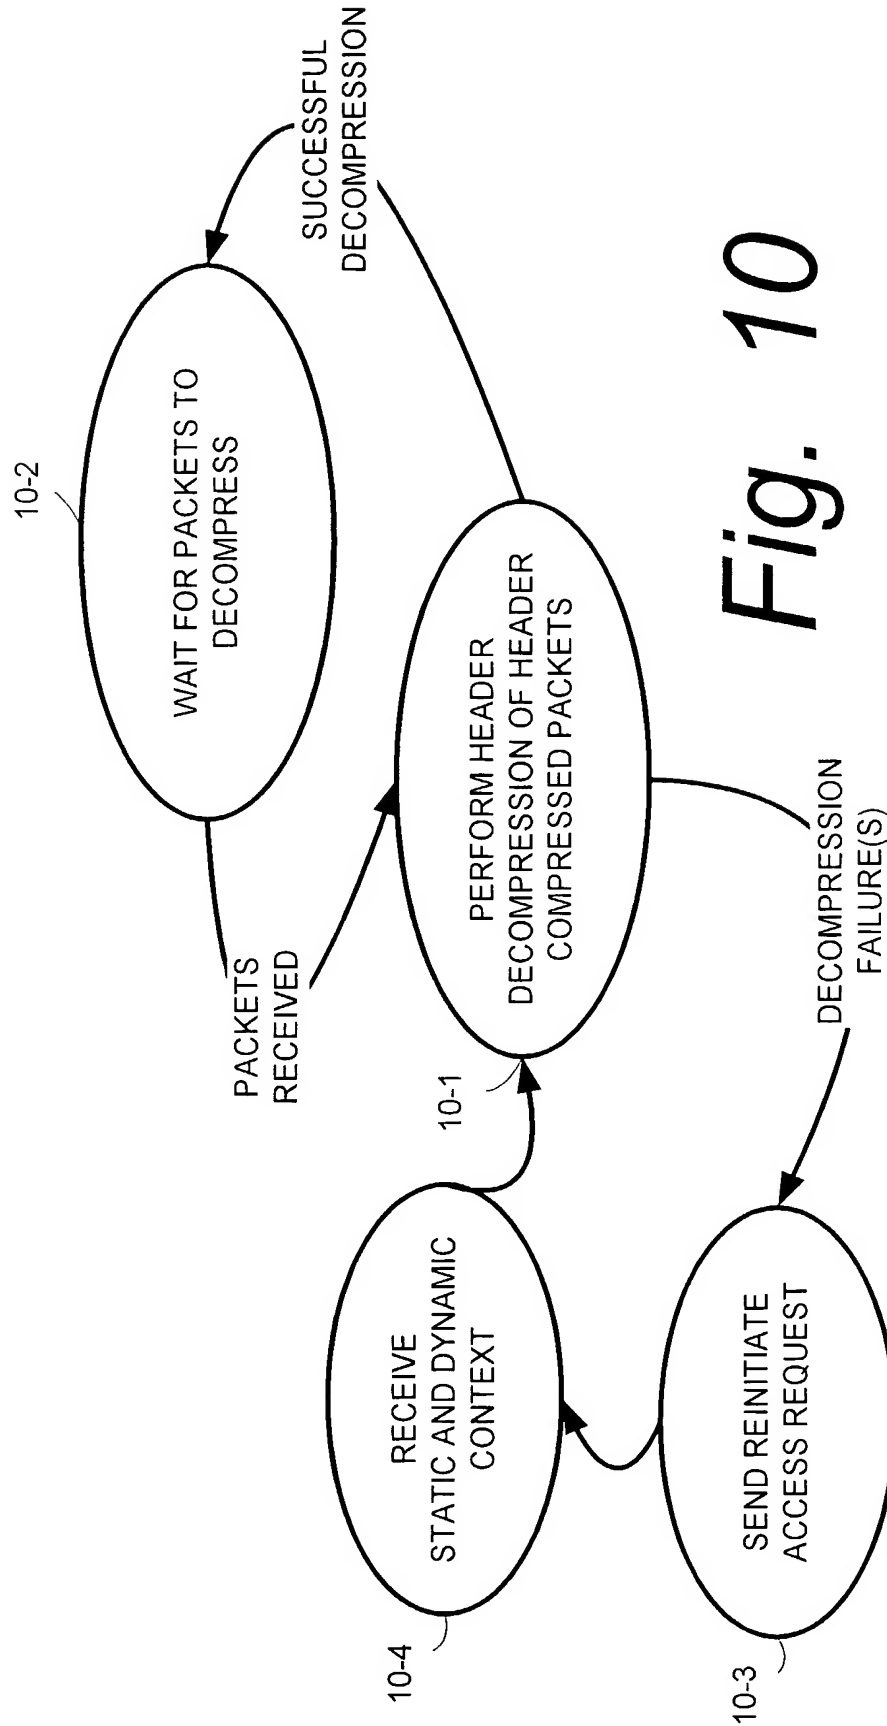 10-2
WAIT FOR PACKETS TO
DECOMPRESS
SUCCESSFUL
DECOMPRESSION
PACKETS
RECEIVED
10-1
PERFORM HEADER
DECOMPRESSION OF HEADER
COMPRESSED PACKETS
10-4
RECEIVE
STATIC AND DYNAMIC
CONTEXT
DECOMPRESSION
FAILURE(S)
10-3
SEND REINITIATE
ACCESS REQUEST
Fig. 10